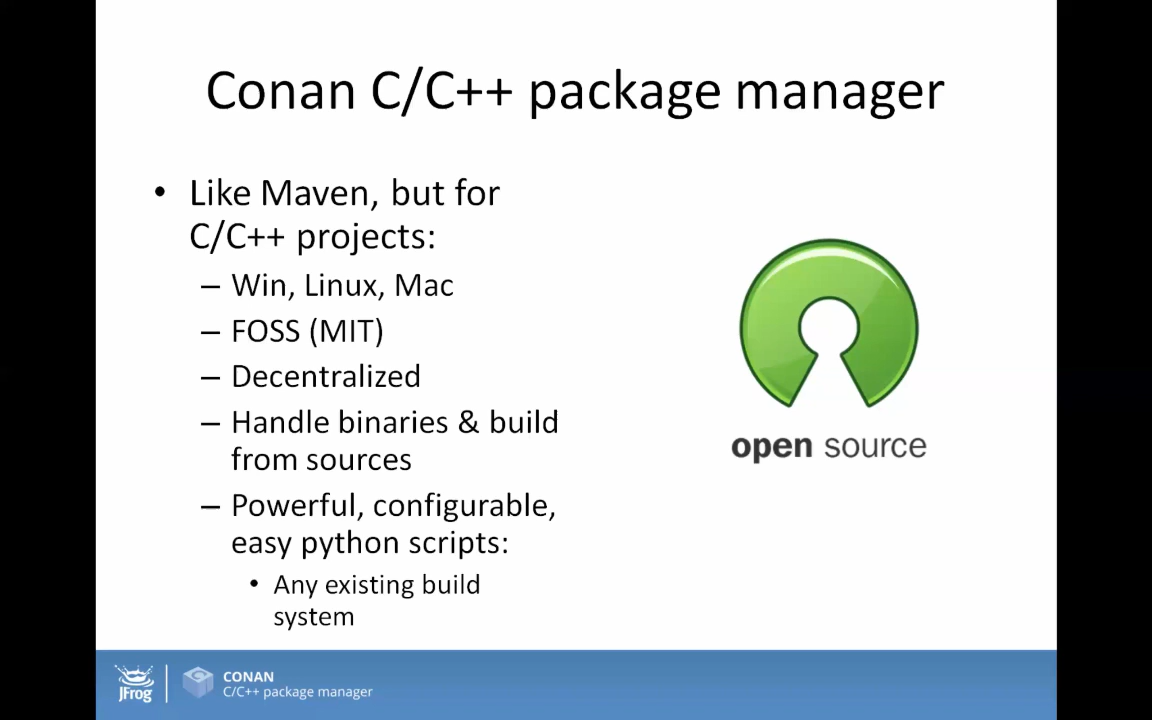 Conan C/C++ package manager
• Like Maven, but for
C/C++ projects:
– Win, Linux, Mac
– FOSS (MIT)
– Decentralized
– Handle binaries & build
from sources
– Powerful, configurable,
easy python scripts:
• Any existing build
system
open source
JFrog
CONAN
C/C++ package manager